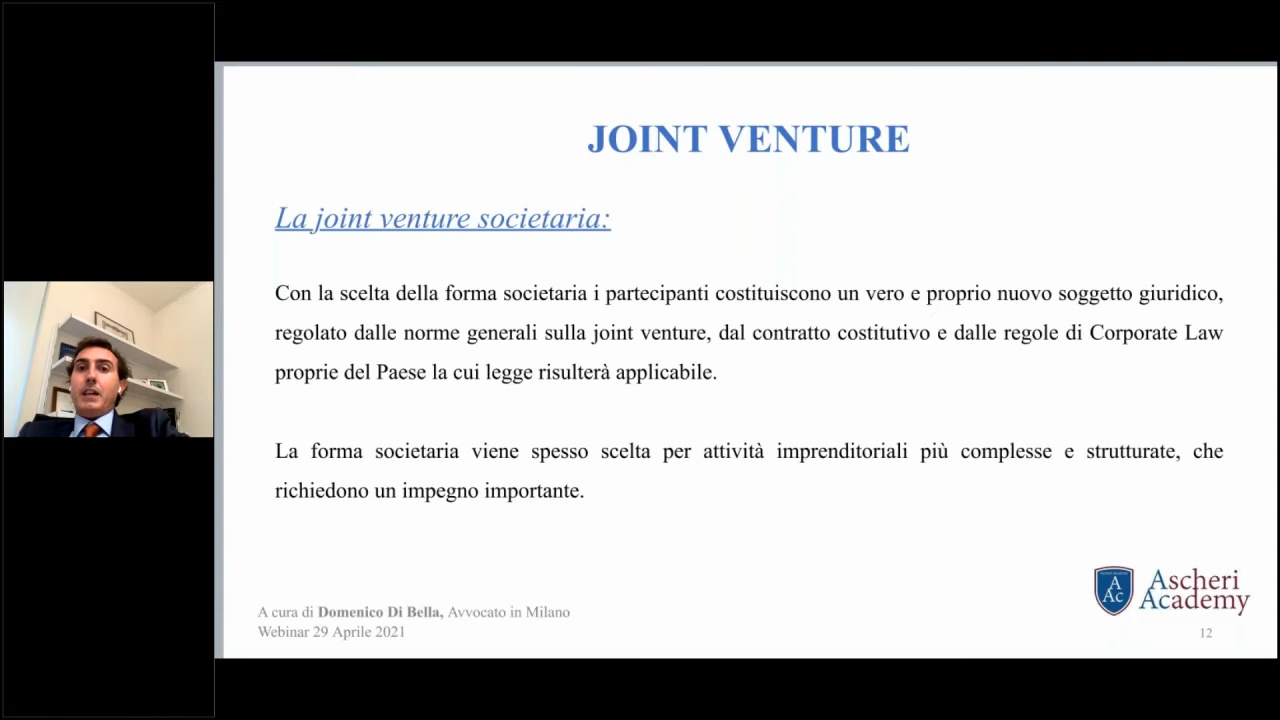 JOINT VENTURE
La joint venture societaria:
Con la scelta della forma societaria i partecipanti costituiscono un vero e proprio nuovo soggetto giuridico,
regolato dalle norme generali sulla joint venture, dal contratto costitutivo e dalle regole di Corporate Law
proprie del Paese la cui legge risulterà applicabile.
La forma societaria viene spesso scelta per attività imprenditoriali più complesse e strutturate, che
richiedono un impegno importante.
A cura di Domenico Di Bella, Avvocato in Milano
Webinar 29 Aprile 2021
A
Ac
Ascheri
Academy
12